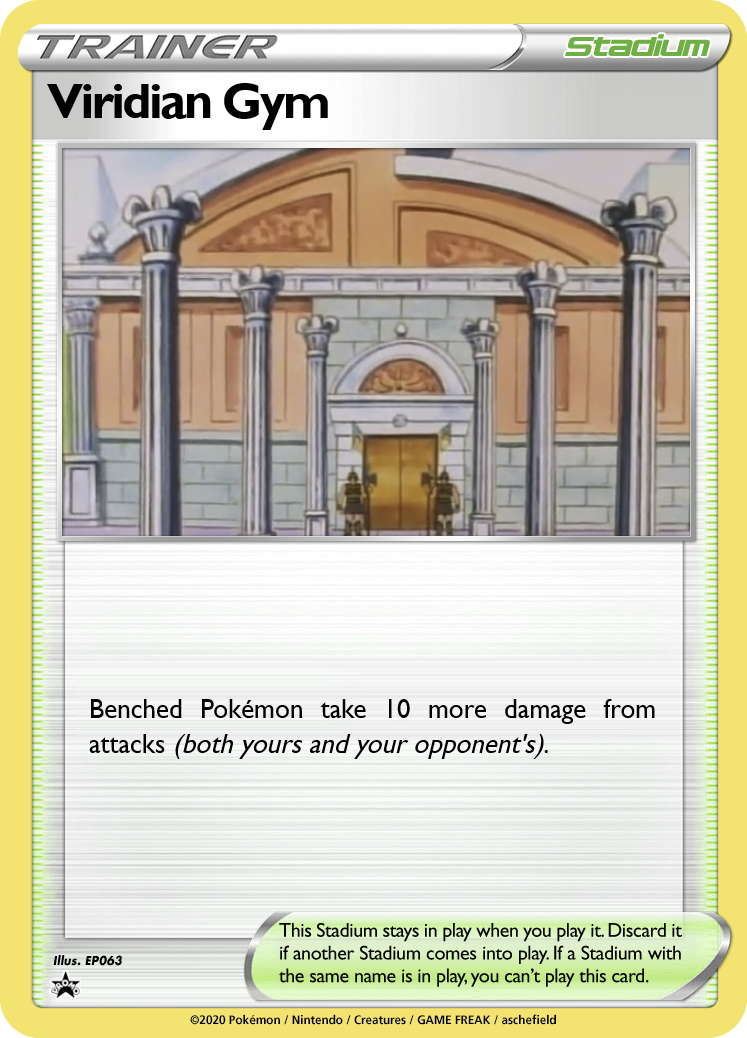 TRAINER
Stadium
Viridian Gym
Benched Pokémon take 10 more damage from
attacks (both yours and your opponent's).
This Stadium stays in play when you play it. Discard it
if another Stadium comes into play. If a Stadium with
the same name is in play, you can’t play this card.
Illus. EP063
PROMO
©2020 Pokémon / Nintendo / Creatures / GAME FREAK / aschefield